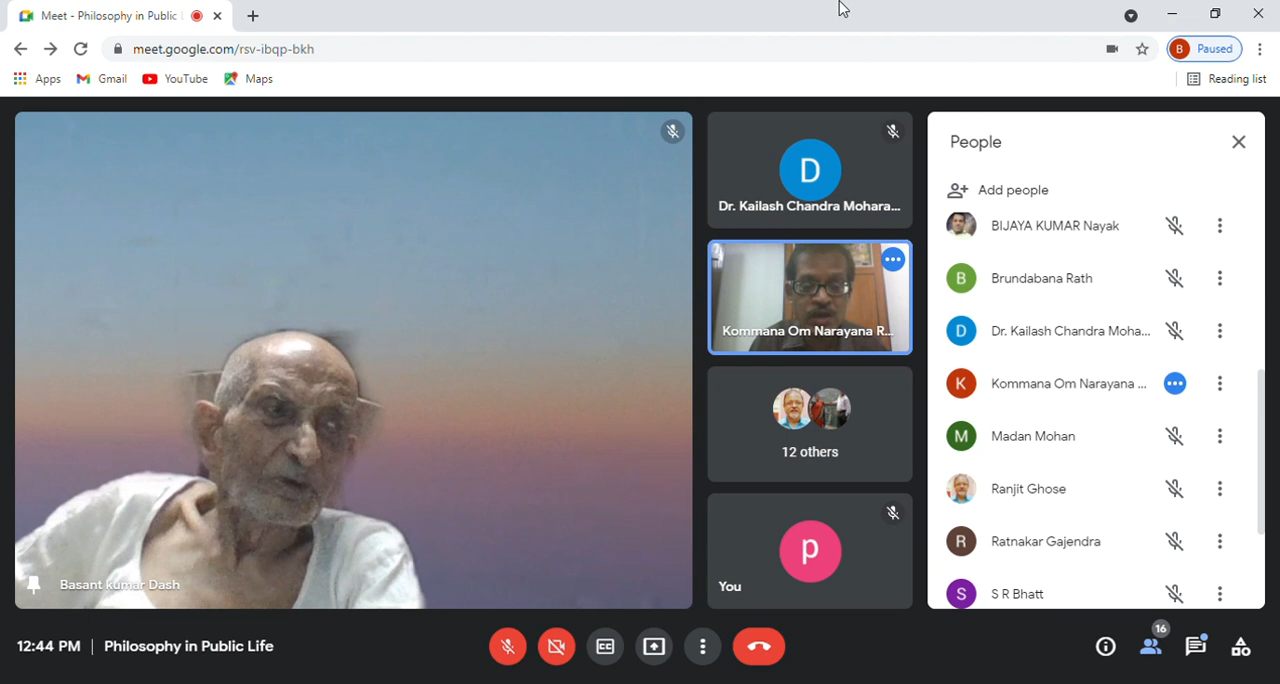 Meet - Philosophy in Public
meet.google.com/rsv-ibqp-bkh
B Paused
Apps Gmail YouTube Maps
Reading list
D
Dr. Kailash Chandra Mohara...
Kommana Om Narayana R...
12 others
p
You
Basant kumar Dash
People
Add people
BIJAYA KUMAR Nayak
B Brundabana Rath
D Dr. Kailash Chandra Moha...
K Kommana Om Narayana ...
M Madan Mohan
Ranjit Ghose
R Ratnakar Gajendra
S S R Bhatt
12:44 PM | Philosophy in Public Life
CC
16